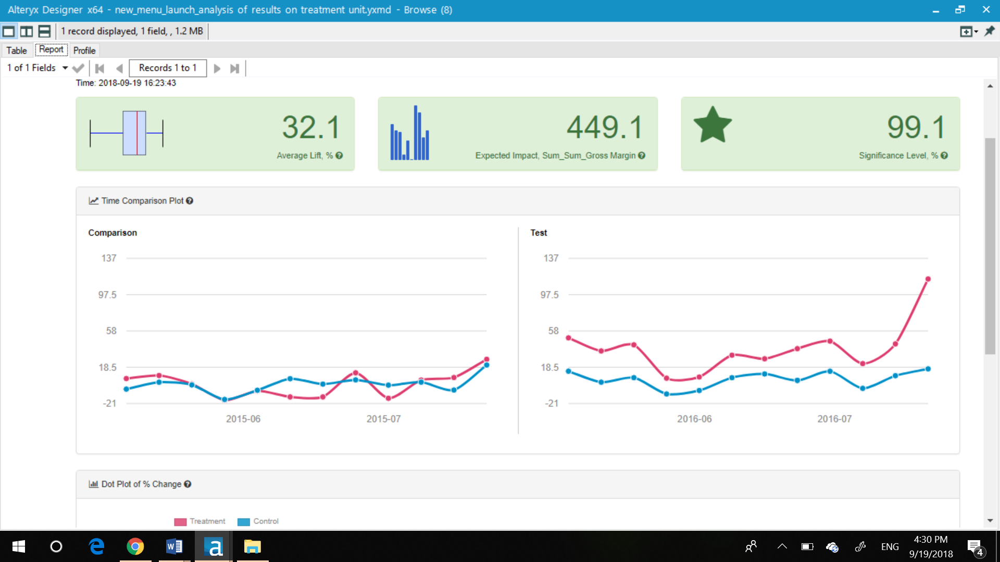 Alteryx Designer x64 - new_menu_launch_analysis of results on treatment unit.yxmd - Browse (8)
1 record displayed, 1 field, , 1.2 MB
Table Report Profile
1 of 1 Fields Records 1 to 1
Time: 2018-09-19 16:23:43
32.1
Average Lift, % ?
449.1
Expected Impact, Sum_Sum_Gross Margin ?
99.1
Significance Level, % ?
Time Comparison Plot ?
Comparison
137
97.5
58
18.5
-21
2015-06 2015-07
Test
137
97.5
58
18.5
-21
2016-06 2016-07
Dot Plot of % Change ?
Treatment Control
W a ENG
4:30 PM
9/19/2018
4